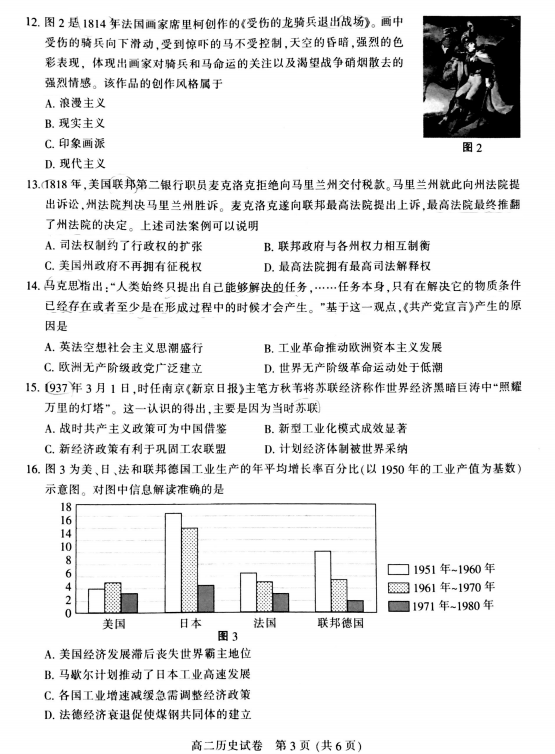 12. 图2是1814年法国画家席里柯创作的《受伤的龙骑兵退出战场》。画中
受伤的骑兵向下滑动,受到惊吓的马不受控制,天空的昏暗,强烈的色
彩表现,体现出画家对骑兵和马命运的关注以及渴望战争硝烟散去的
强烈情感。该作品的创作风格属于
A. 浪漫主义
B. 现实主义
C. 印象画派
D. 现代主义
图2
13. 1818年,美国联邦第二银行职员麦克洛克拒绝向马里兰州交付税款。马里兰州就此向州法院提
出诉讼,州法院判决马里兰州胜诉。麦克洛克遂向联邦最高法院提出上诉,最高法院最终推翻
了州法院的决定。上述司法案例可以说明
A. 司法权制约了行政权的扩张 B. 联邦政府与各州权力相互制衡
C. 美国州政府不再拥有征税权 D. 最高法院拥有最高司法解释权
14. 马克思指出:“人类始终只提出自己能够解决的任务,……任务本身,只有在解决它的物质条件
已经存在或者至少是在形成过程中的时候才会产生。”基于这一观点,《共产党宣言》产生的原
因是
A. 英法空想社会主义思潮盛行 B. 工业革命推动欧洲资本主义发展
C. 欧洲无产阶级政党广泛建立 D. 世界无产阶级革命运动处于低潮
15. 1937年3月1日,时任南京《新京日报》主笔方秋苇将苏联经济称作世界经济黑暗巨涛中“照耀
万里的灯塔”。这一认识的得出,主要是因为当时苏联
A. 战时共产主义政策可为中国借鉴 B. 新型工业化模式成效显著
C. 新经济政策有利于巩固工农联盟 D. 计划经济体制被世界采纳
16. 图3为美、日、法和联邦德国工业生产的年平均增长率百分比(以1950年的工业产值为基数)
示意图。对图中信息解读准确的是
18
16
14
12
10
8
6
4
2
0
美国 日本 法国 联邦德国
1951年~1960年
1961年~1970年
1971年~1980年
图3
A. 美国经济发展滞后丧失世界霸主地位
B. 马歇尔计划推动了日本工业高速发展
C. 各国工业增速减缓急需调整经济政策
D. 法德经济衰退促使煤钢共同体的建立
高二历史试卷 第3页(共6页)